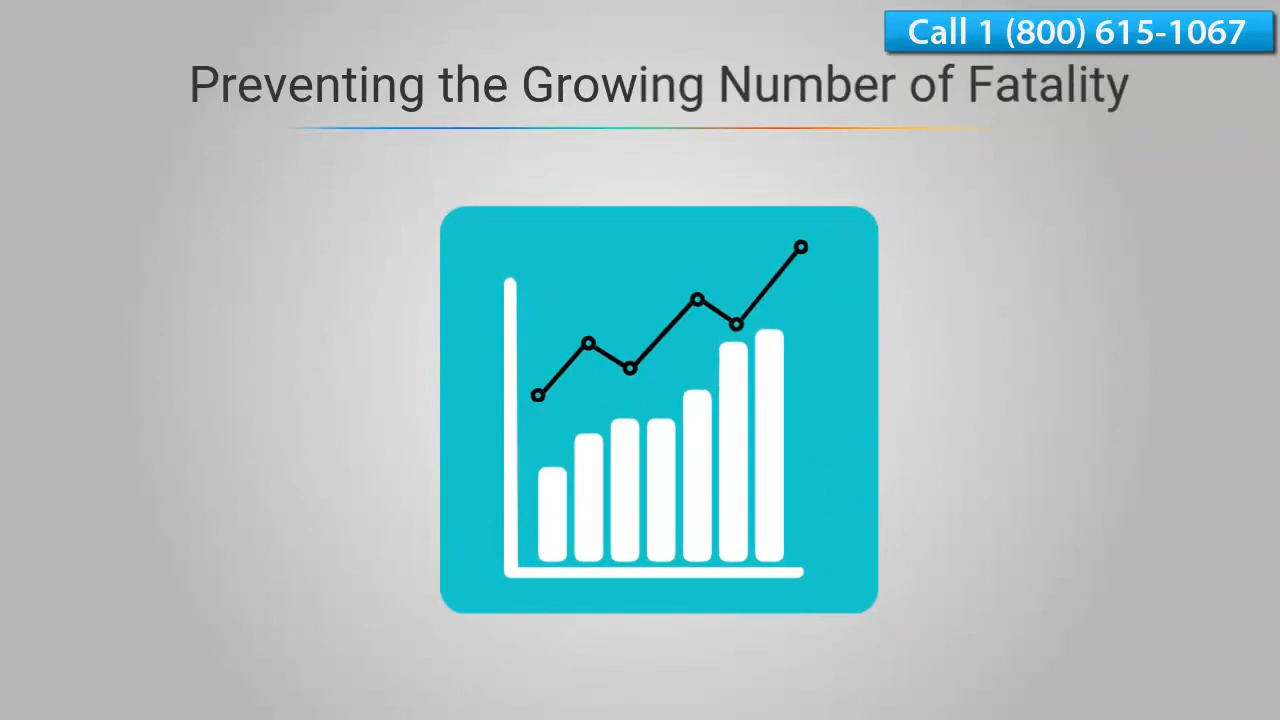 Call 1 (800) 615-1067
Preventing the Growing Number of Fatality